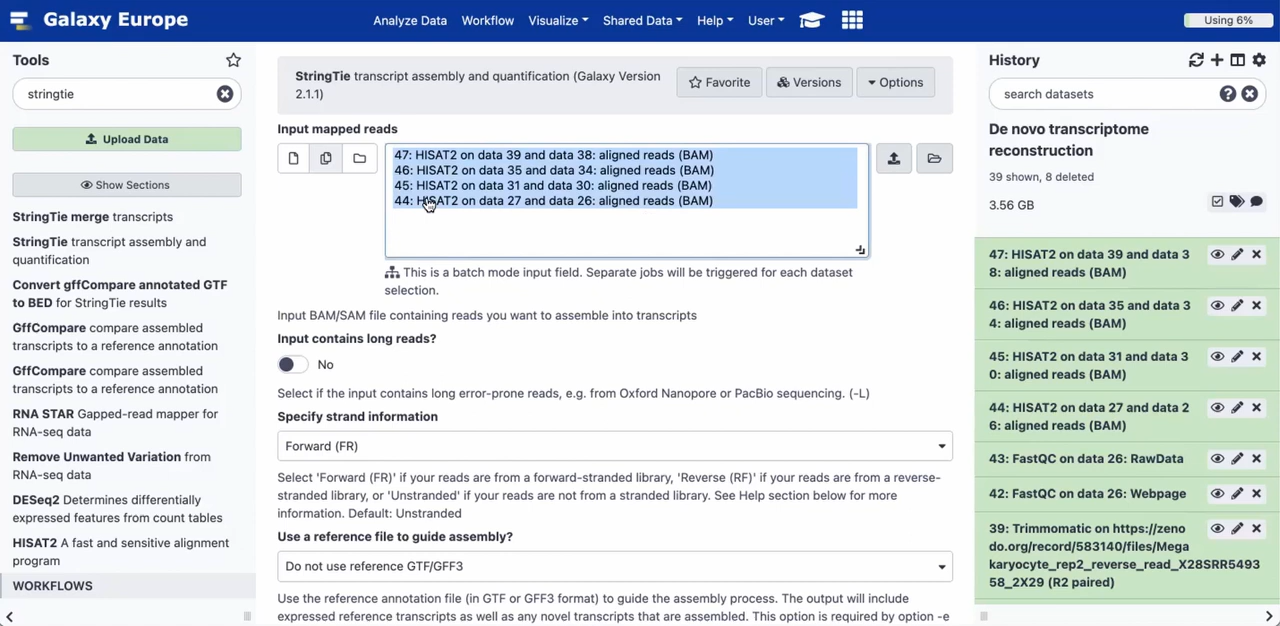 Galaxy Europe
Analyze Data Workflow Visualize Shared Data Help User
Using 6%
Tools
stringtie
Upload Data
Show Sections
StringTie merge transcripts
StringTie transcript assembly and
quantification
Convert gffCompare annotated GTF
to BED for StringTie results
GffCompare compare assembled
transcripts to a reference annotation
GffCompare compare assembled
transcripts to a reference annotation
RNA STAR Gapped-read mapper for
RNA-seq data
Remove Unwanted Variation from
RNA-seq data
DESeq2 Determines differentially
expressed features from count tables
HISAT2 A fast and sensitive alignment
program
WORKFLOWS
StringTie transcript assembly and quantification (Galaxy Version
2.1.1)
Favorite
Versions
Options
Input mapped reads
47: HISAT2 on data 39 and data 38: aligned reads (BAM)
46: HISAT2 on data 35 and data 34: aligned reads (BAM)
45: HISAT2 on data 31 and data 30: aligned reads (BAM)
44: HISAT2 on data 27 and data 26: aligned reads (BAM)
This is a batch mode input field. Separate jobs will be triggered for each dataset
selection.
Input BAM/SAM file containing reads you want to assemble into transcripts
Input contains long reads?
No
Select if the input contains long error-prone reads, e.g. from Oxford Nanopore or PacBio sequencing. (-L)
Specify strand information
Forward (FR)
Select 'Forward (FR)' if your reads are from a forward-stranded library, 'Reverse (RF)' if your reads are from a reverse-
stranded library, or 'Unstranded' if your reads are not from a stranded library. See Help section below for more
information. Default: Unstranded
Use a reference file to guide assembly?
Do not use reference GTF/GFF3
Use the reference annotation file (in GTF or GFF3 format) to guide the assembly process. The output will include
expressed reference transcripts as well as any novel transcripts that are assembled. This option is required by option -e
History
search datasets
De novo transcriptome
reconstruction
39 shown, 8 deleted
3.56 GB
47: HISAT2 on data 39 and data 3
8: aligned reads (BAM)
46: HISAT2 on data 35 and data 3
4: aligned reads (BAM)
45: HISAT2 on data 31 and data 3
0: aligned reads (BAM)
44: HISAT2 on data 27 and data 2
6: aligned reads (BAM)
43: FastQC on data 26: RawData
42: FastQC on data 26: Webpage
39: Trimmomatic on https://zeno
do.org/record/583140/files/Mega
karyocyte_rep2_reverse_read_X28SRR5493
58_2X29 (R2 paired)